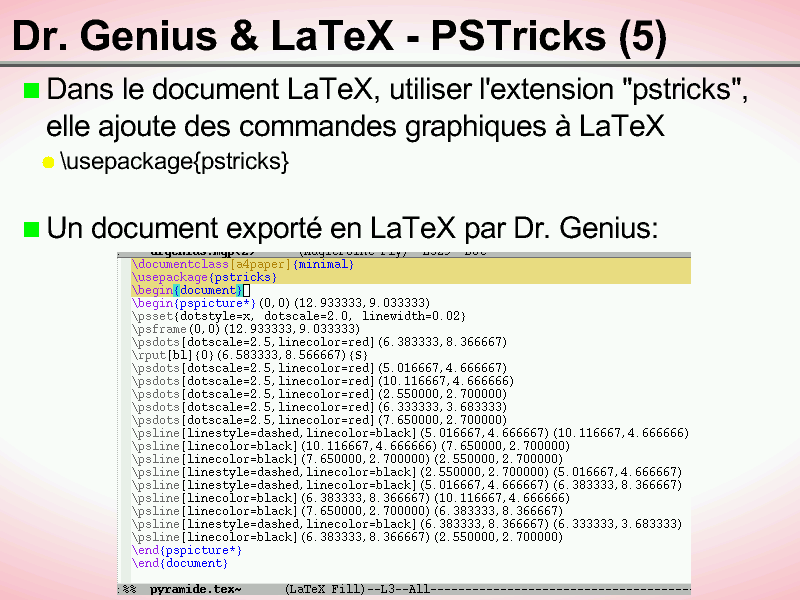 Dr. Genius & LaTeX - PSTricks (5)
Dans le document LaTeX, utiliser l'extension "pstricks",
elle ajoute des commandes graphiques à LaTeX
\usepackage{pstricks}
Un document exporté en LaTeX par Dr. Genius:
\documentclass[a4paper]{minimal}
\usepackage{pstricks}
\begin{document}
\begin{pspicture*}(0,0)(12.933333,9.033333)
\psset{dotstyle=x, dotscale=2.0, linewidth=0.02}
\psframe(0,0)(12.933333,9.033333)
\psdots[dotscale=2.5,linecolor=red](6.383333,8.366667)
\rput[bl]{0}(6.583333,8.566667){S}
\psdots[dotscale=2.5,linecolor=red](5.016667,4.666667)
\psdots[dotscale=2.5,linecolor=red](10.116667,4.666666)
\psdots[dotscale=2.5,linecolor=red](2.550000,2.700000)
\psdots[dotscale=2.5,linecolor=red](6.333333,3.683333)
\psdots[dotscale=2.5,linecolor=red](7.650000,2.700000)
\psline[linestyle=dashed,linecolor=black](5.016667,4.666667)(10.116667,4.666666)
\psline[linecolor=black](10.116667,4.666666)(7.650000,2.700000)
\psline[linecolor=black](7.650000,2.700000)(2.550000,2.700000)
\psline[linestyle=dashed,linecolor=black](2.550000,2.700000)(5.016667,4.666667)
\psline[linestyle=dashed,linecolor=black](5.016667,4.666667)(6.383333,8.366667)
\psline[linecolor=black](6.383333,8.366667)(10.116667,4.666666)
\psline[linecolor=black](7.650000,2.700000)(6.383333,8.366667)
\psline[linestyle=dashed,linecolor=black](6.383333,8.366667)(6.333333,3.683333)
\psline[linecolor=black](6.383333,8.366667)(2.550000,2.700000)
\end{pspicture*}
\end{document}
:%% pyramide.tex~ (LaTeX Fill)--L3--All--------------------------------------